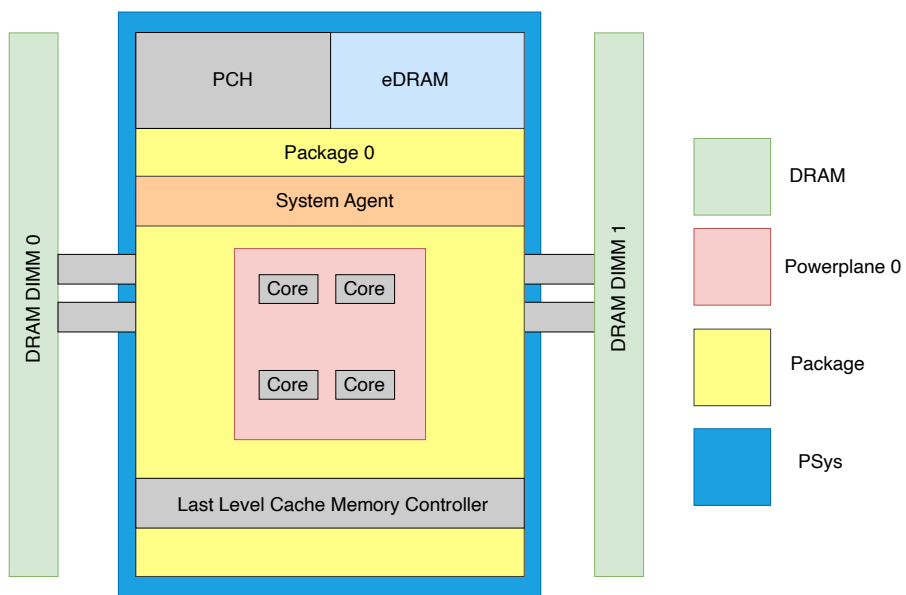 PCH
eDRAM
Package 0
System Agent
DRAM DIMM 0
Core
Core
Core
Core
Last Level Cache Memory Controller
DRAM DIMM 1
DRAM
Powerplane 0
Package
PSys